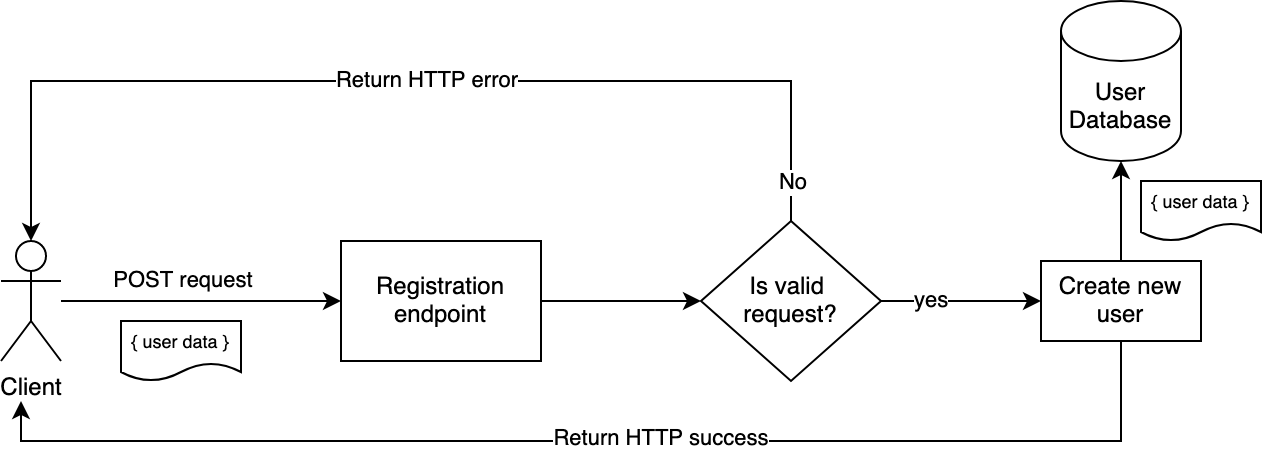 Return HTTP error
User
Database
No
{ user data }
POST request
Registration
endpoint
Is valid
request?
yes
Create new
user
{ user data }
Client
Return HTTP success